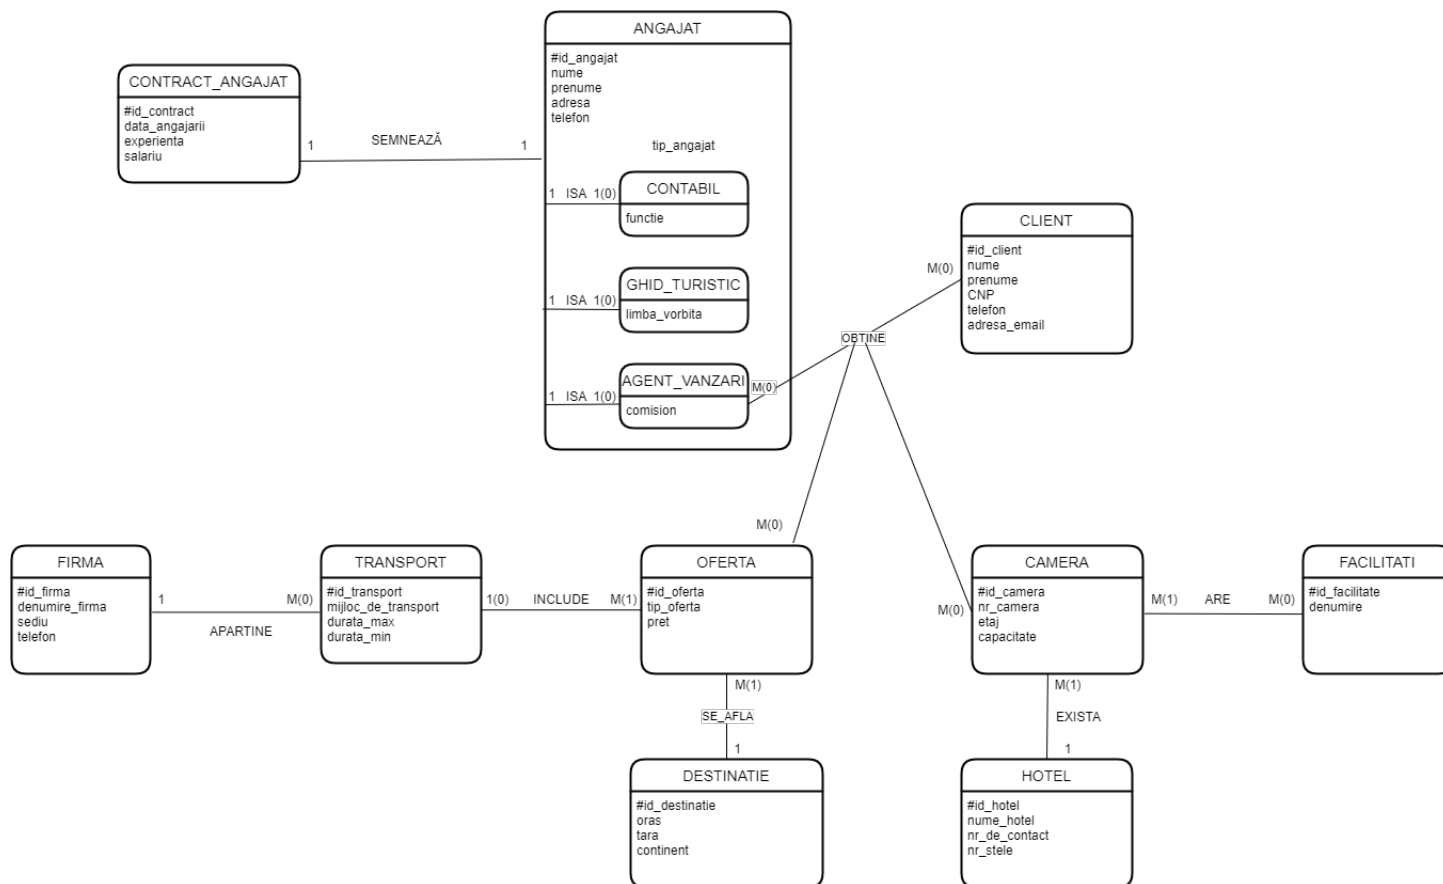 ANGAJAT
#id_angajat
nume
prenume
adresa
telefon
tip_angajat
CONTRACT_ANGAJAT
#id_contract
data_angajarii
experienta
salariu
1
SEMNEAZĂ
1
1 ISA 1(0)
CONTABIL
functie
1 ISA 1(0)
GHID_TURISTIC
limba_vorbita
1 ISA 1(0)
AGENT_VANZARI
comision
M(0)
OBTINE
M(0)
CLIENT
#id_client
nume
prenume
CNP
telefon
adresa_email
M(0)
M(0)
FIRMA
#id_firma
denumire_firma
sediu
telefon
1
APARTINE
M(0)
TRANSPORT
#id_transport
mijloc_de_transport
durata_max
durata_min
1(0)
INCLUDE
M(1)
OFERTA
#id_oferta
tip_oferta
pret
CAMERA
#id_camera
nr_camera
etaj
capacitate
M(1)
ARE
M(0)
FACILITATI
#id_facilitate
denumire
M(1)
SE_AFLA
1
DESTINATIE
#id_destinatie
oras
tara
continent
M(1)
EXISTA
1
HOTEL
#id_hotel
nume_hotel
nr_de_contact
nr_stele